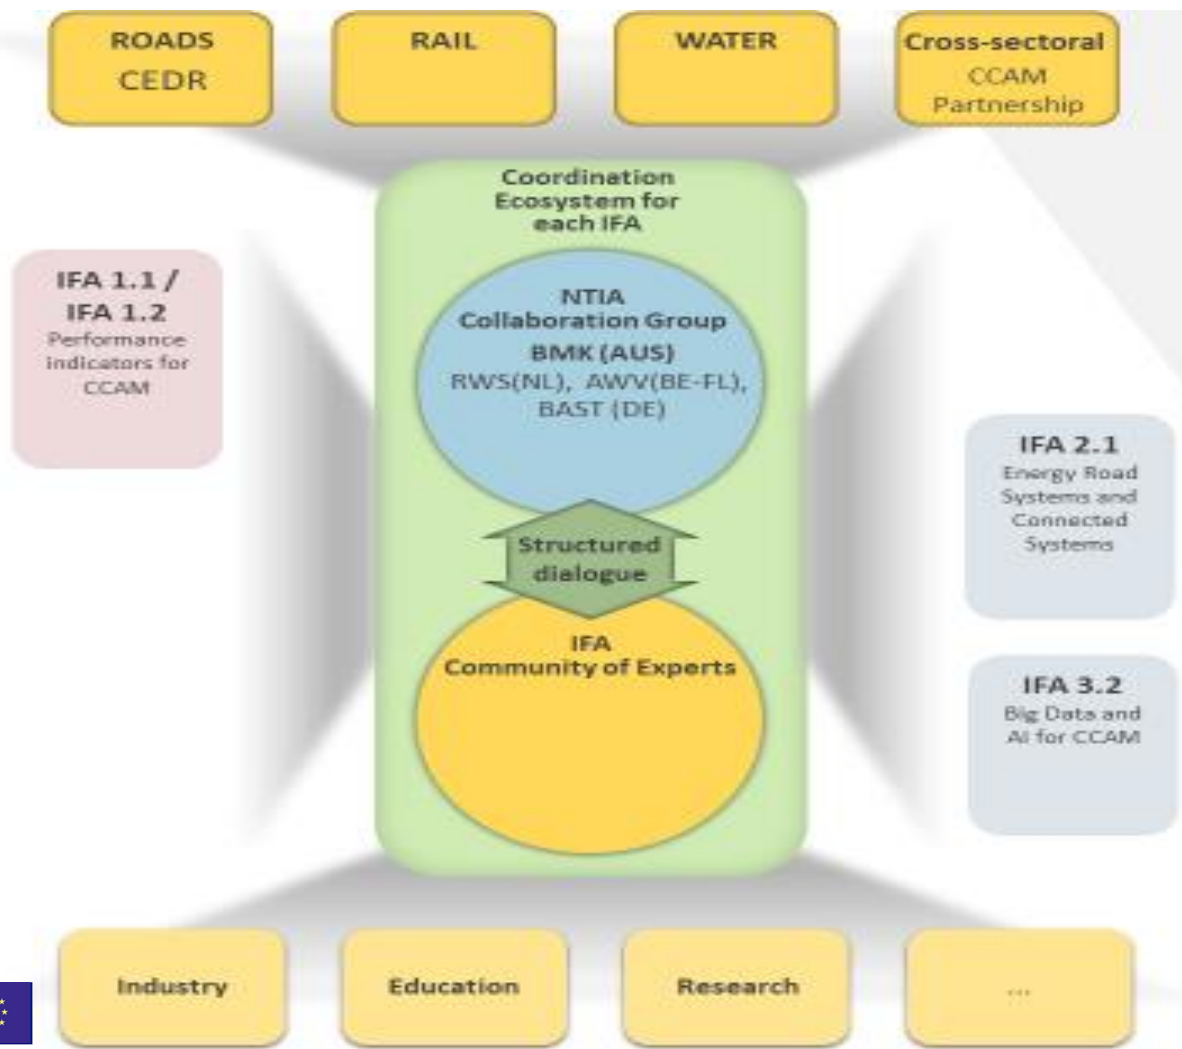 ROADS
CEDR
RAIL
WATER
Cross-sectoral
CCAM
Partnership
Coordination
Ecosystem for
each IFA
NTIA
Collaboration Group
BMK (AUS)
RWS(NL), AWV(BE-FL),
BAST (DE)
Structured
dialogue
IFA
Community of Experts
IFA 1.1 /
IFA 1.2
Performance
indicators for
CCAM
IFA 2.1
Energy Road
Systems and
Connected
Systems
IFA 3.2
Big Data and
AI for CCAM
Industry
Education
Research
...